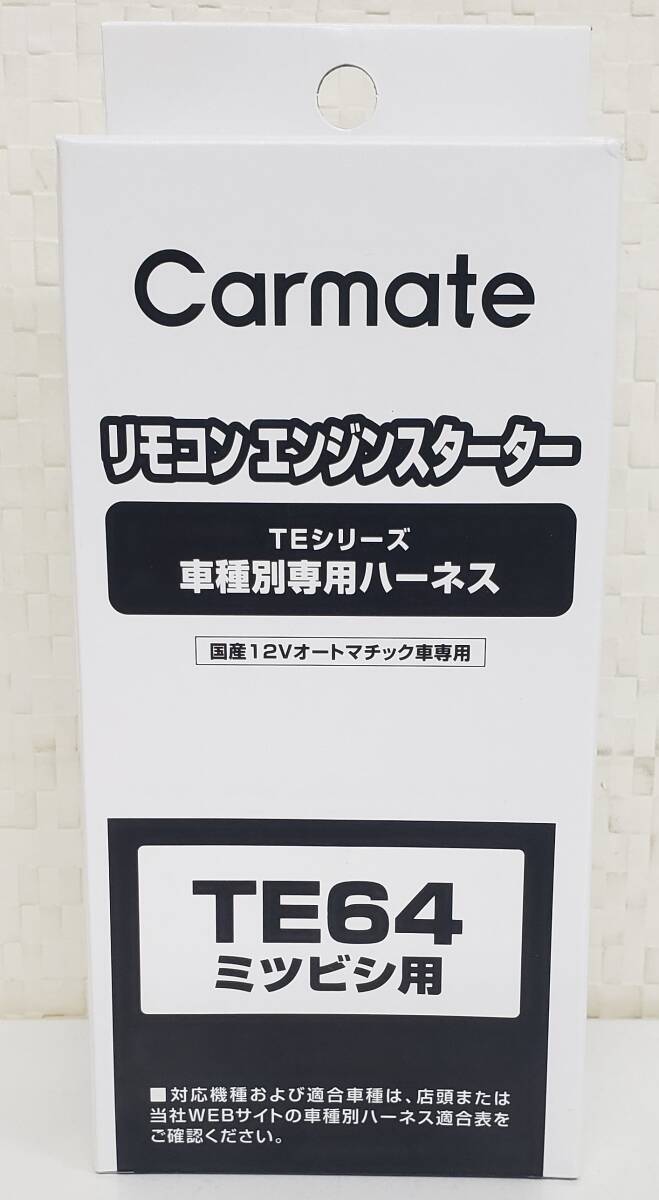 Carmate
リモコンエンジンスターター
TEシリーズ
車種別専用ハーネス
国産12Vオートマチック車専用
TE64
ミツビシ用
■対応機種および適合車種は、店頭または
当社WEBサイトの車種別ハーネス適合表を
ご確認ください。